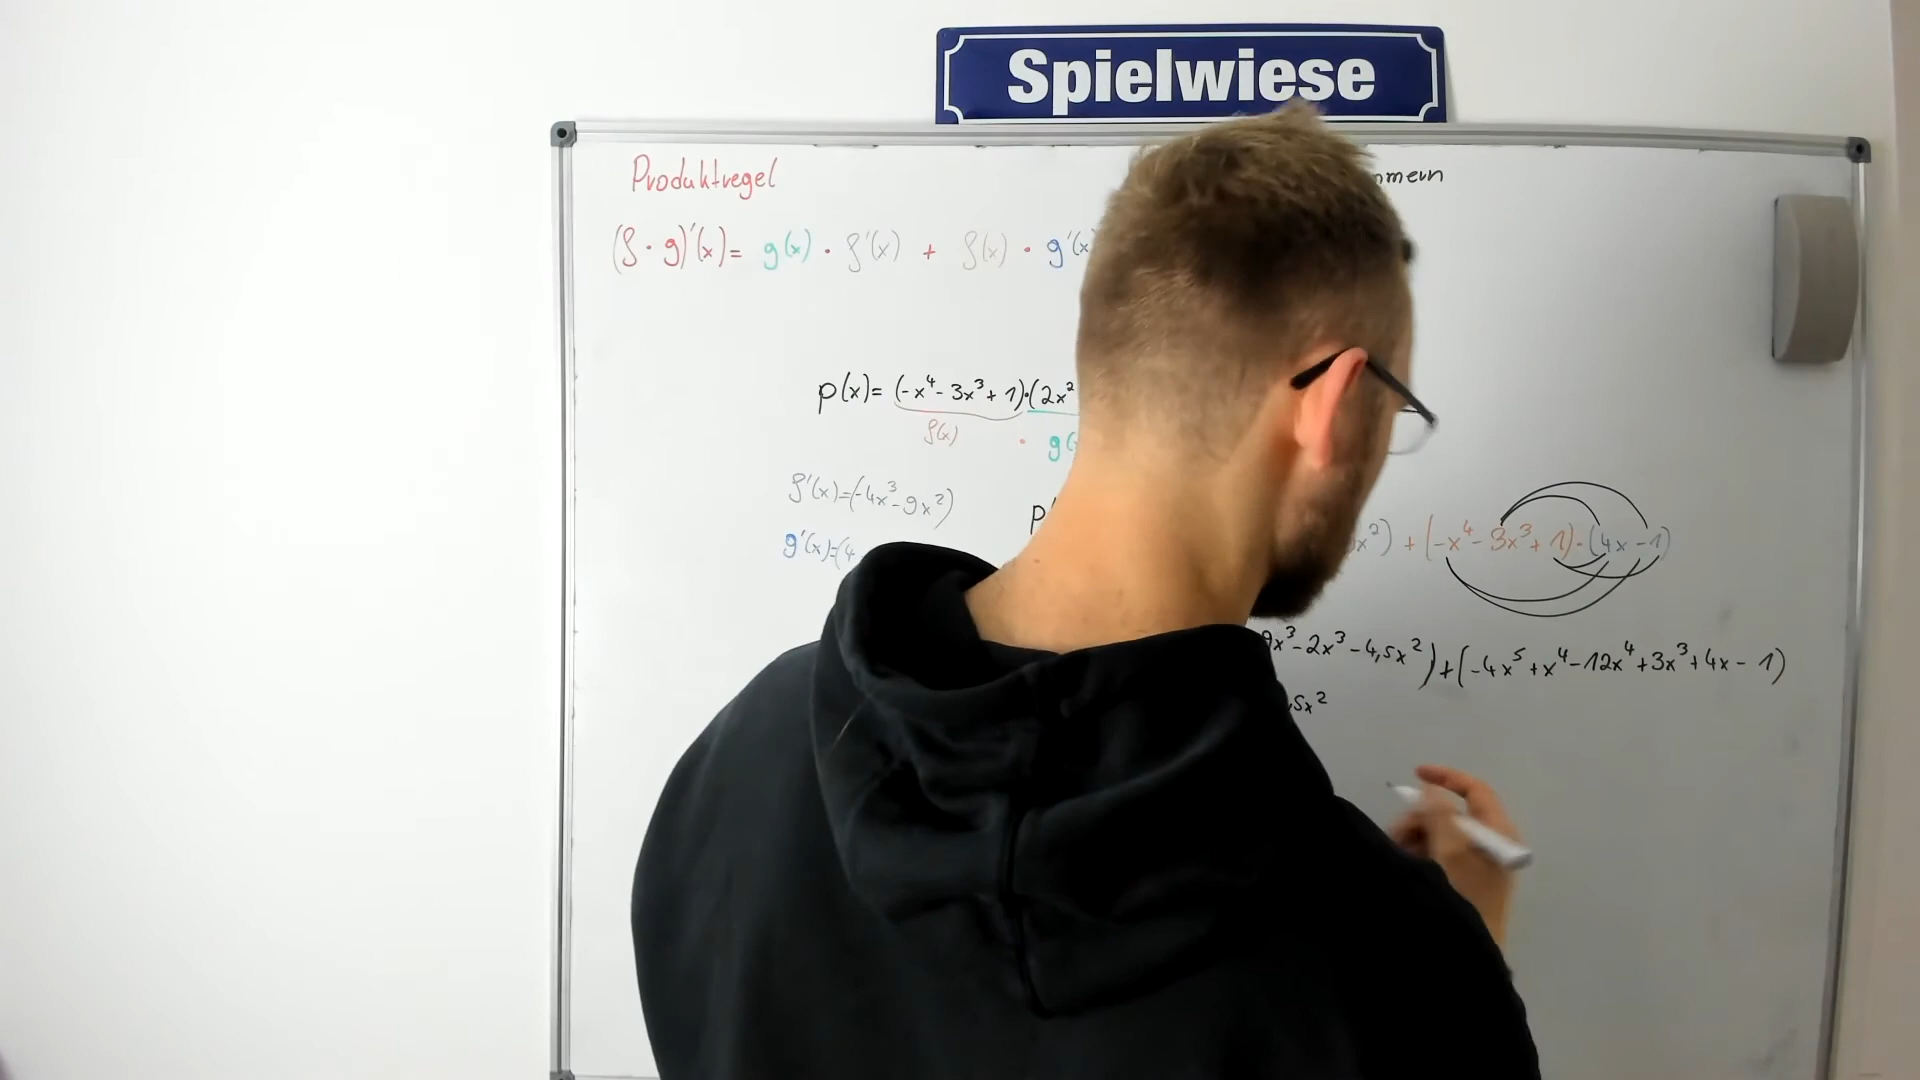 Spielwiese
Produktregel
(f · g)'(x) = g(x) · f'(x) + f(x) · g'(x
p(x) = (-x⁴ - 3x³ + 1)·(2x²
f(x) · g(
f'(x)=(-4x³-9x²)
g'(x)=(4
p
x²) + (-x⁴ - 3x³ + 1)·(4x - 1)
9x³ - 2x³ - 4,5x²) + (-4x⁵ + x⁴ - 12x⁴ + 3x³ + 4x - 1)
,5x²